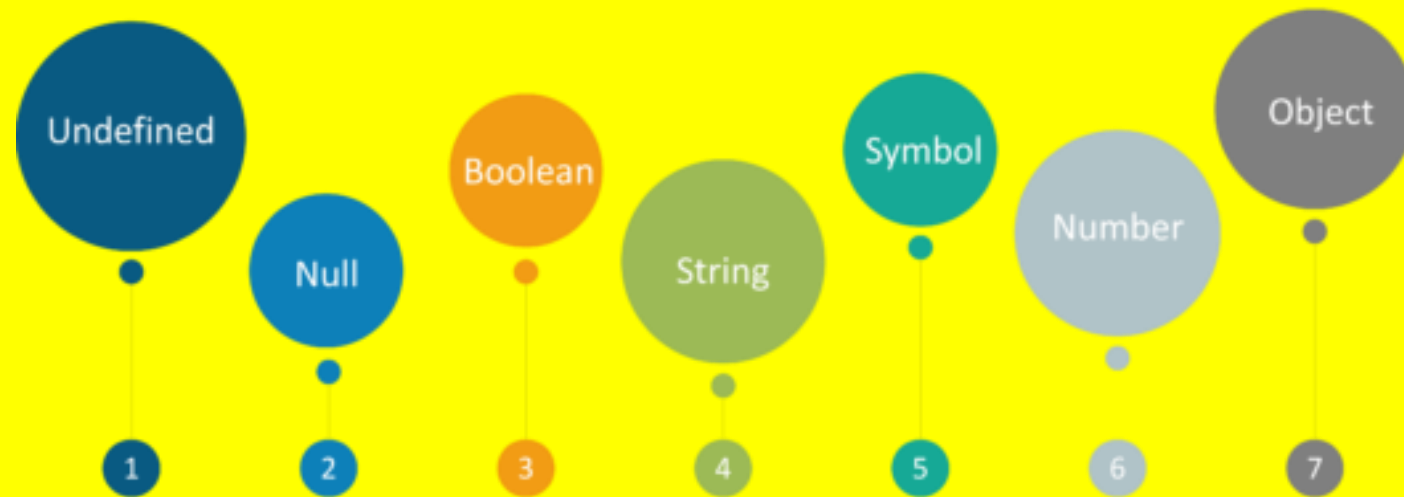 Undefined
Null
Boolean
String
Symbol
Number
Object
1
2
3
4
5
6
7